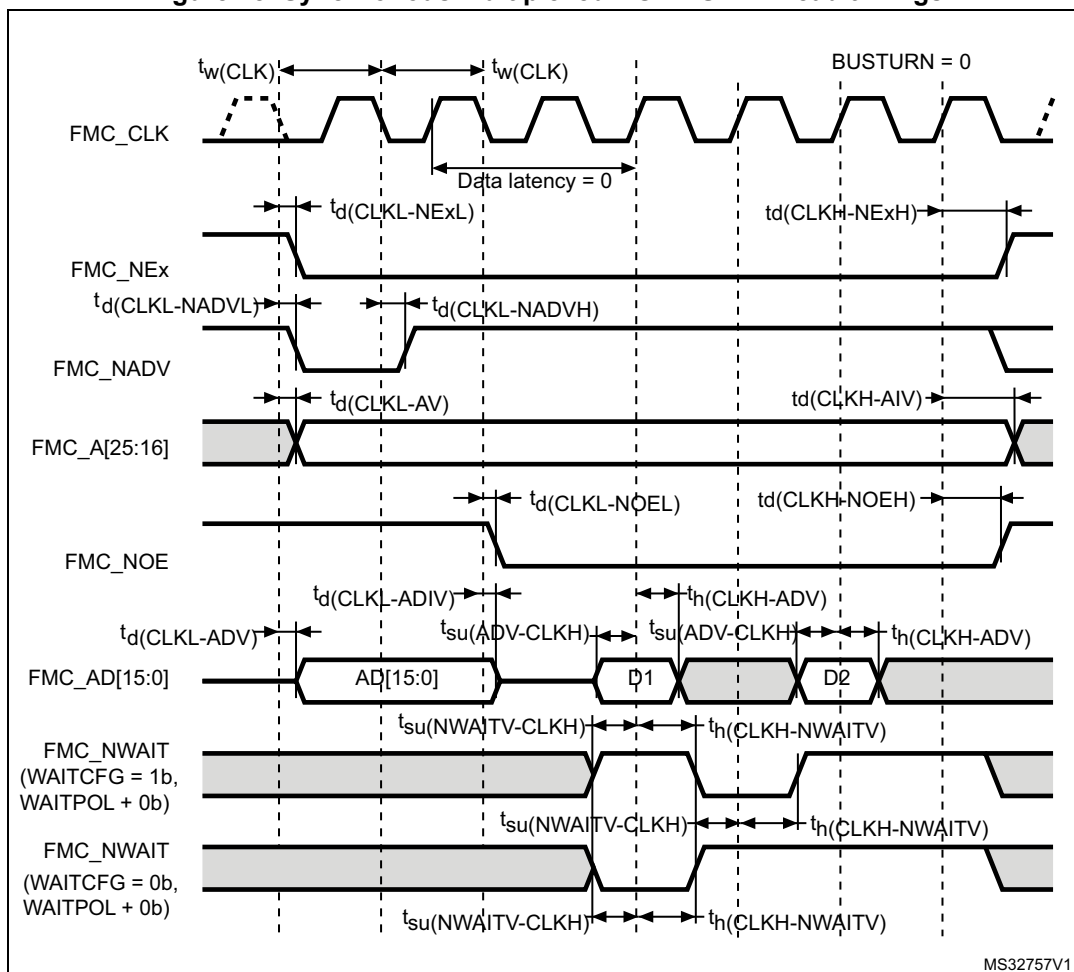 tw(CLK) tw(CLK) BUSTURN = 0
FMC_CLK
Data latency = 0
td(CLKL-NExL) td(CLKH-NExH)
FMC_NEx
td(CLKL-NADVL) td(CLKL-NADVH)
FMC_NADV
td(CLKL-AV) td(CLKH-AIV)
FMC_A[25:16]
td(CLKL-NOEL) td(CLKH-NOEH)
FMC_NOE
td(CLKL-ADIV) th(CLKH-ADV)
td(CLKL-ADV) tsu(ADV-CLKH) tsu(ADV-CLKH) th(CLKH-ADV)
FMC_AD[15:0] AD[15:0] D1 D2
tsu(NWAITV-CLKH) th(CLKH-NWAITV)
FMC_NWAIT
(WAITCFG = 1b,
WAITPOL + 0b)
tsu(NWAITV-CLKH) th(CLKH-NWAITV)
FMC_NWAIT
(WAITCFG = 0b,
WAITPOL + 0b)
tsu(NWAITV-CLKH) th(CLKH-NWAITV)
MS32757V1